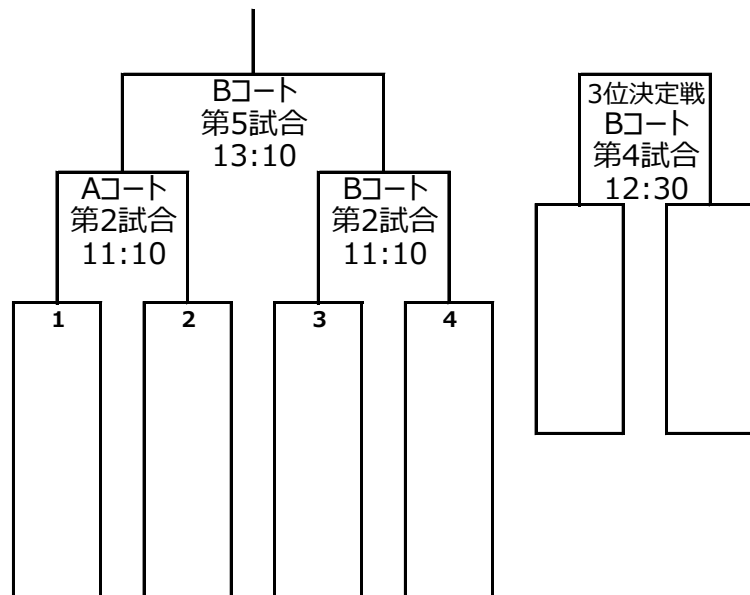 Bコート
第5試合
13:10
3位決定戦
Bコート
第4試合
12:30
Aコート
第2試合
11:10
Bコート
第2試合
11:10
1
2
3
4